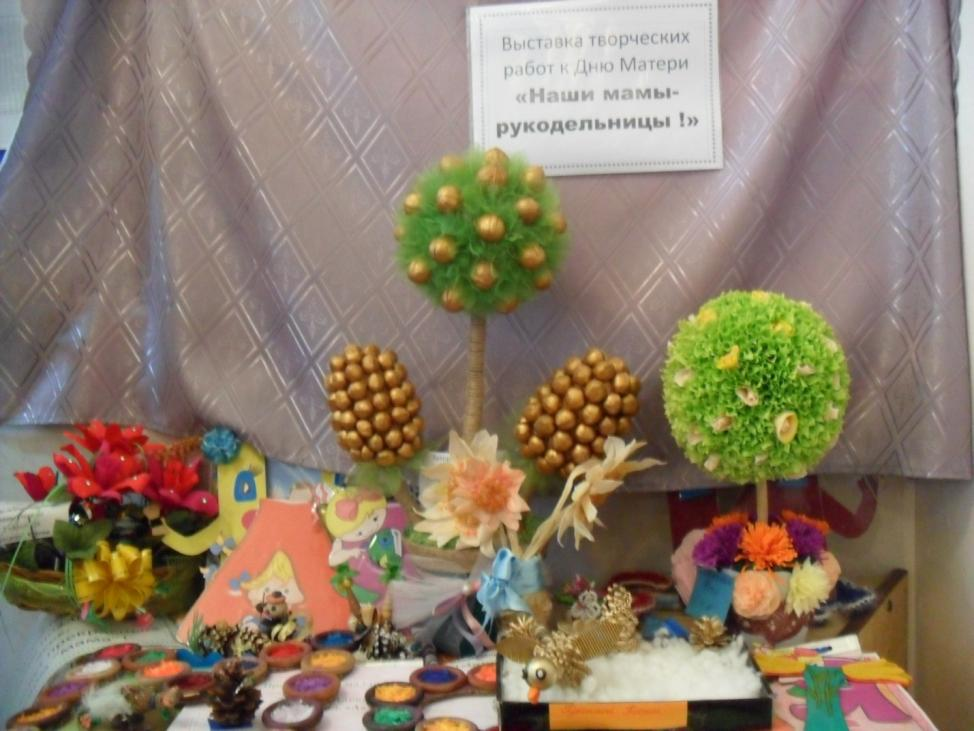 Выставка творческих
работ к Дню Матери
«Наши мамы-
рукодельницы !»